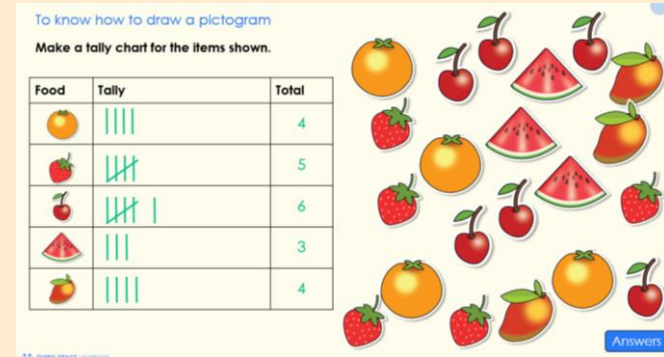 To know how to draw a pictogram
Make a tally chart for the items shown.
Food Tally Total
4
5
6
3
4
Answers